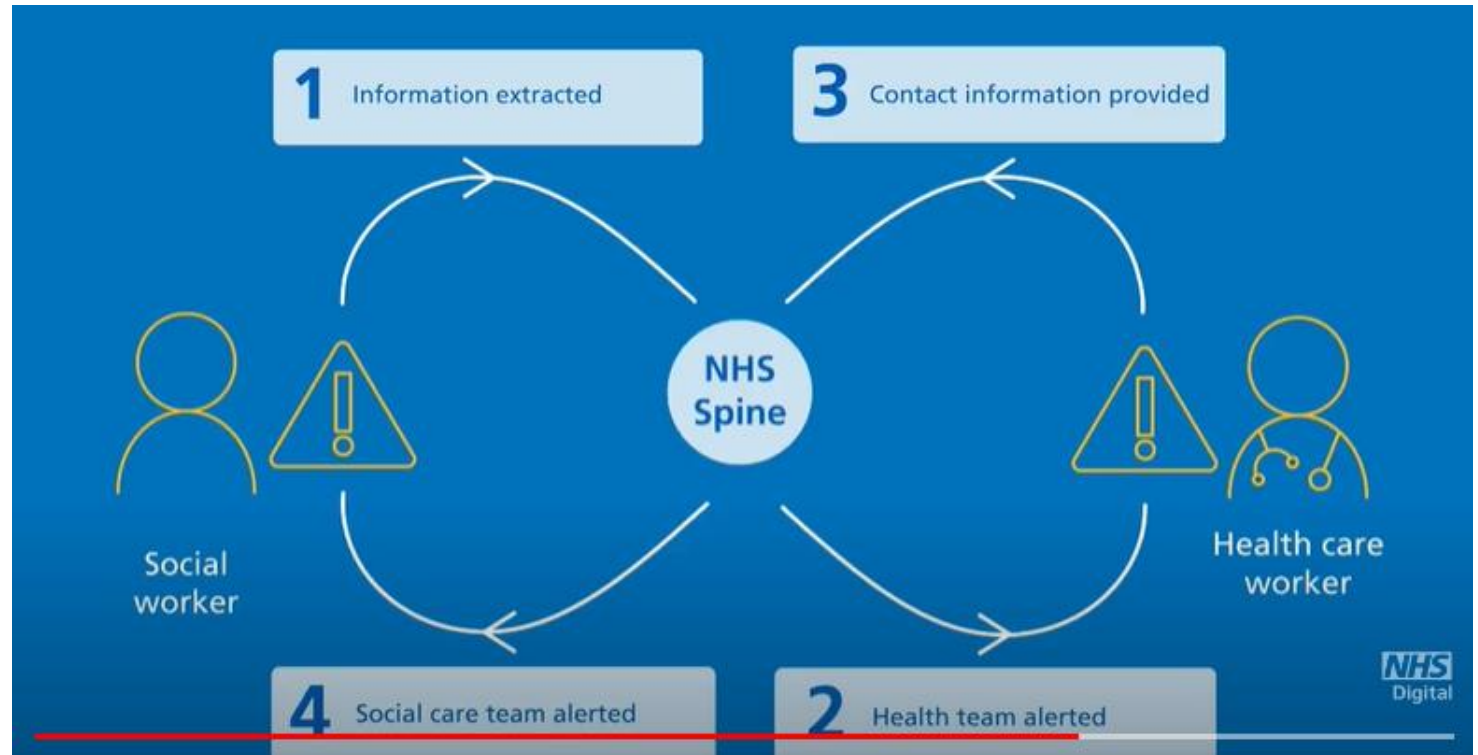 1 Information extracted
3 Contact information provided
NHS
Spine
Social
worker
Health care
worker
4 Social care team alerted
2 Health team alerted
NHS
Digital